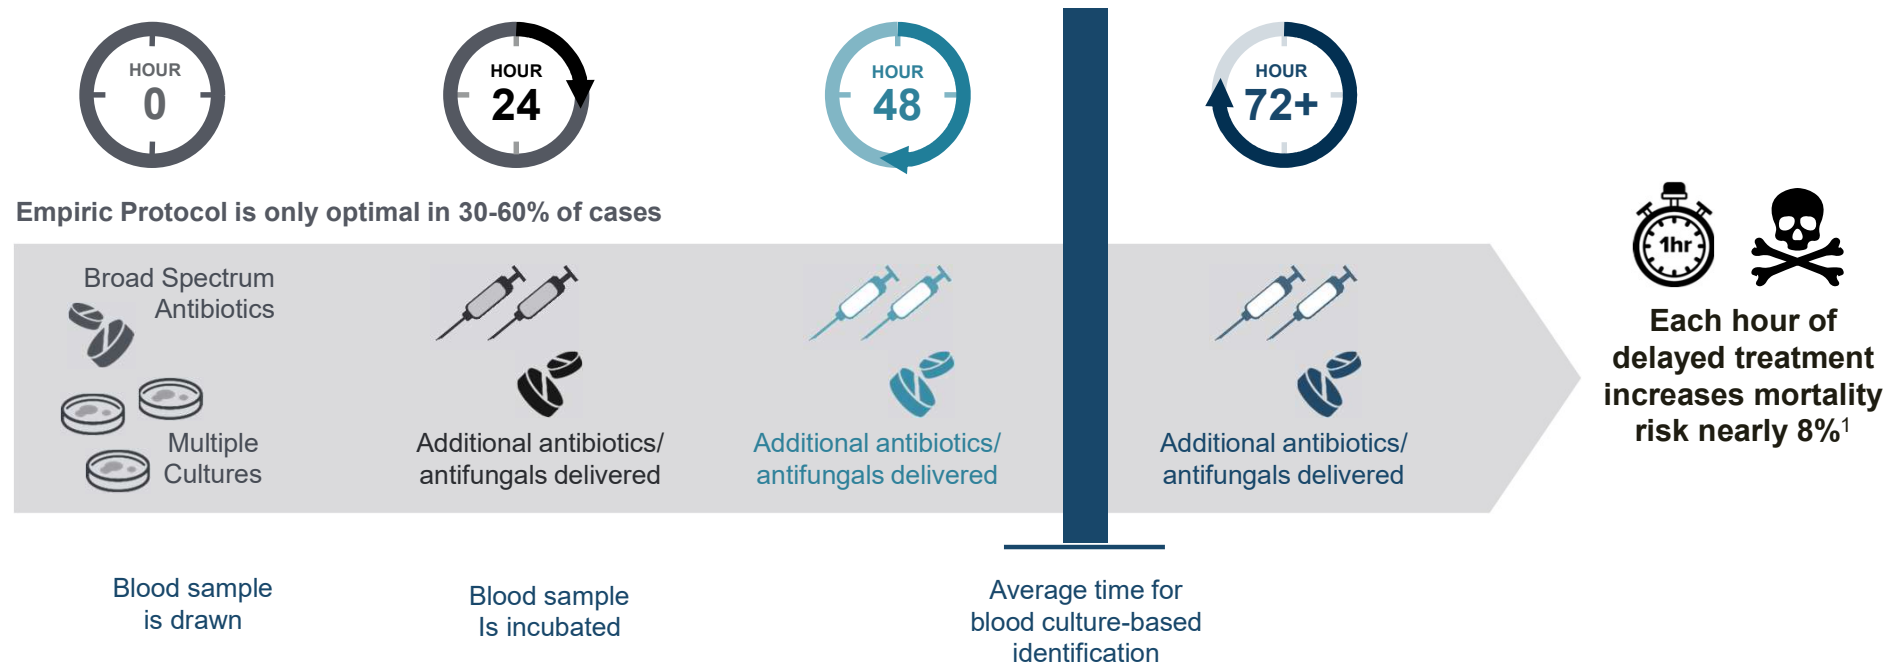 HOUR
0
HOUR
24
HOUR
48
HOUR
72+
Empiric Protocol is only optimal in 30-60% of cases
Broad Spectrum
Antibiotics
Multiple
Cultures
Additional antibiotics/
antifungals delivered
Additional antibiotics/
antifungals delivered
Additional antibiotics/
antifungals delivered
1hr
Each hour of
delayed treatment
increases mortality
risk nearly 8%¹
Blood sample
is drawn
Blood sample
Is incubated
Average time for
blood culture-based
identification